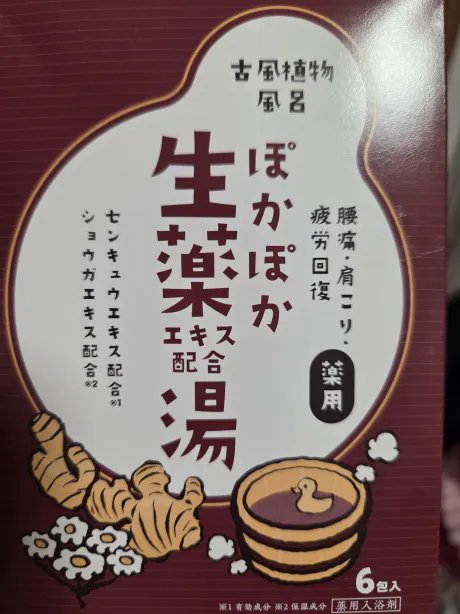 古風植物
風呂
ぽかぽか
生薬
エキス
配合
湯
腰痛・肩こり・
疲労回復
薬用
センキュウエキス配合※1
ショウガエキス配合※2
6包入
※1 有効成分 ※2 保湿成分
薬用入浴剤